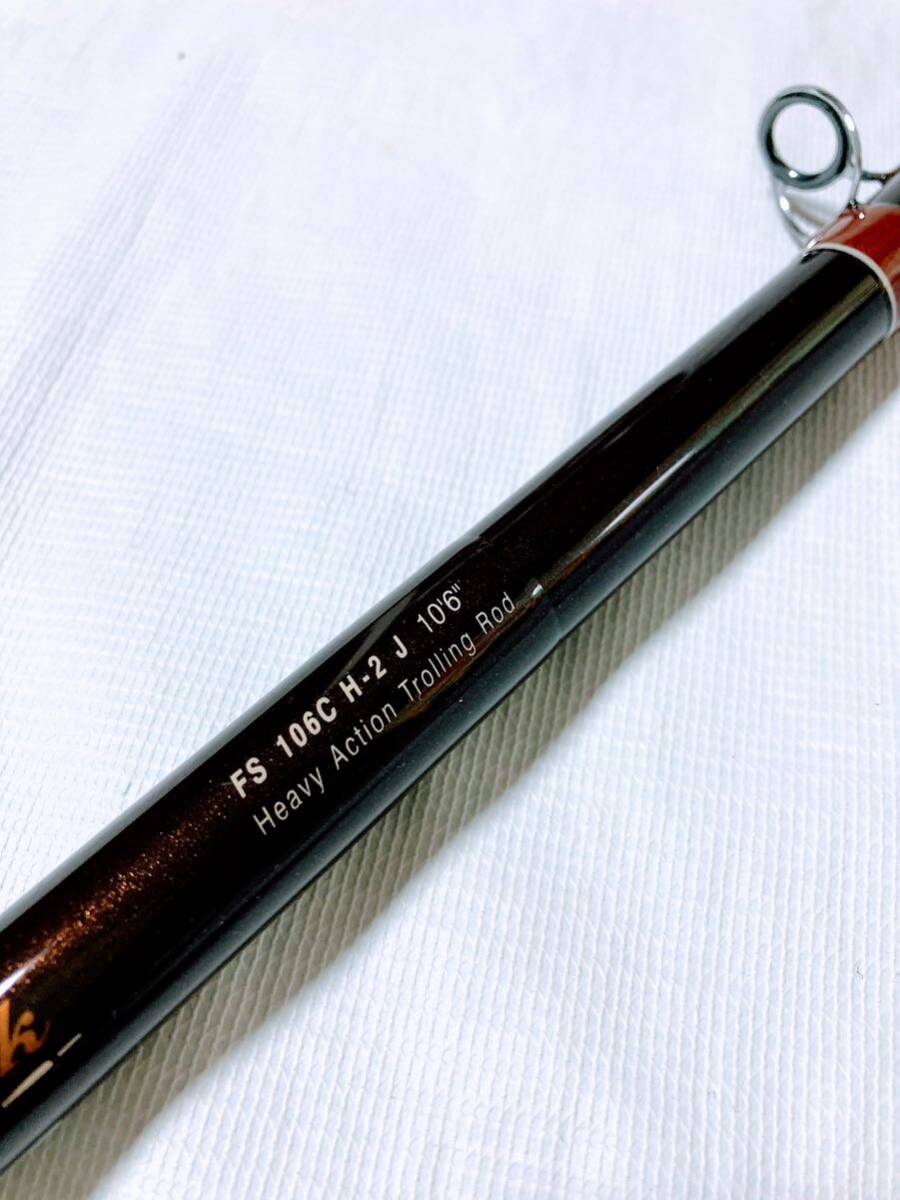 FS 106C H-2 J 10'6"
Heavy Action Trolling Rod
k